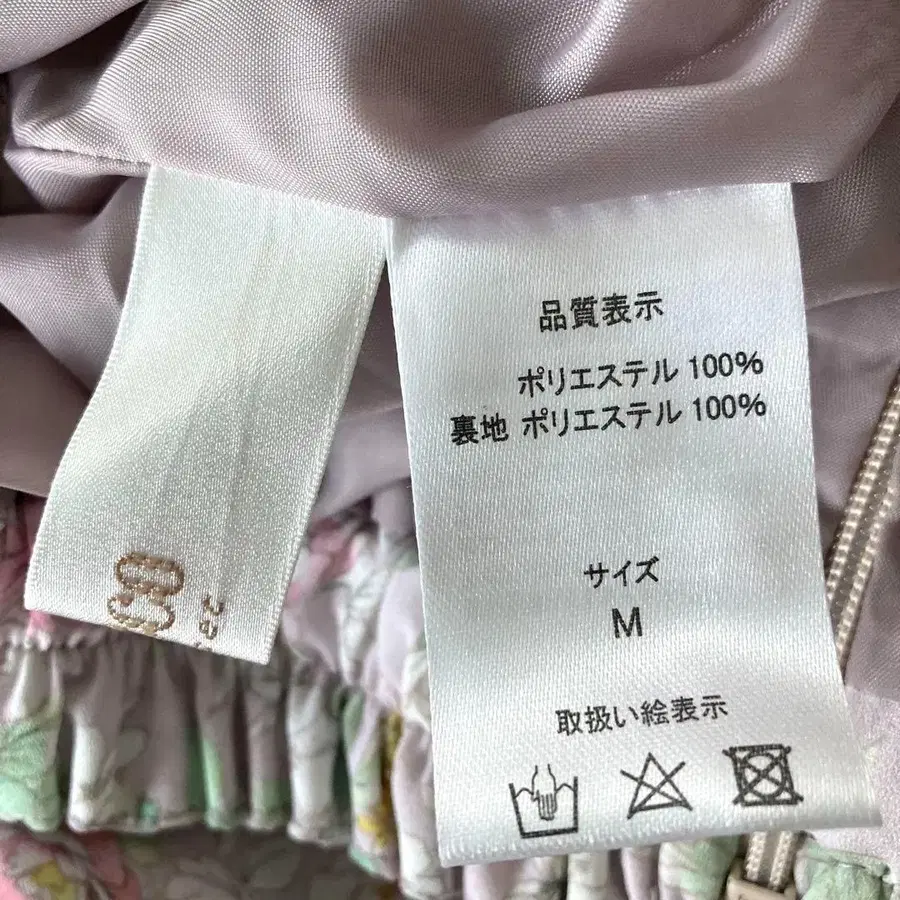 品質表示
ポリエステル 100%
裏地 ポリエステル 100%
サイズ
M
取扱い絵表示